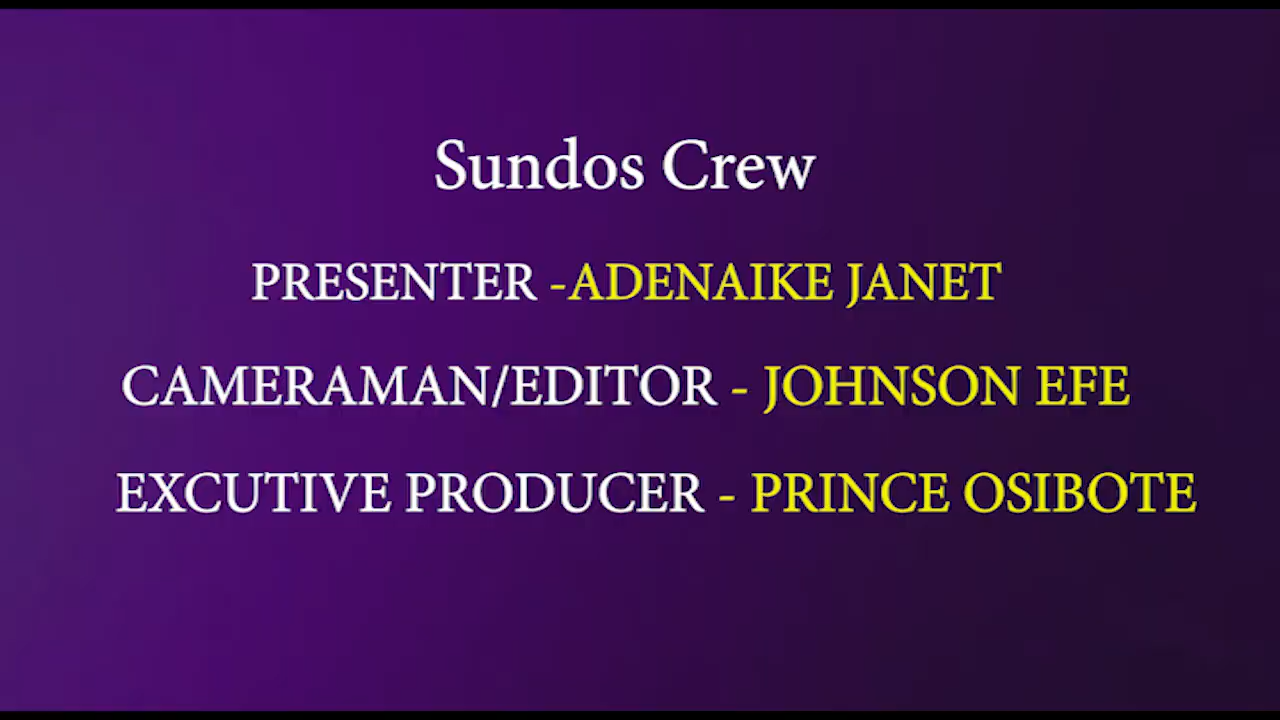 Sundos Crew
PRESENTER -ADENAIKE JANET
CAMERAMAN/EDITOR - JOHNSON EFE
EXCUTIVE PRODUCER - PRINCE OSIBOTE